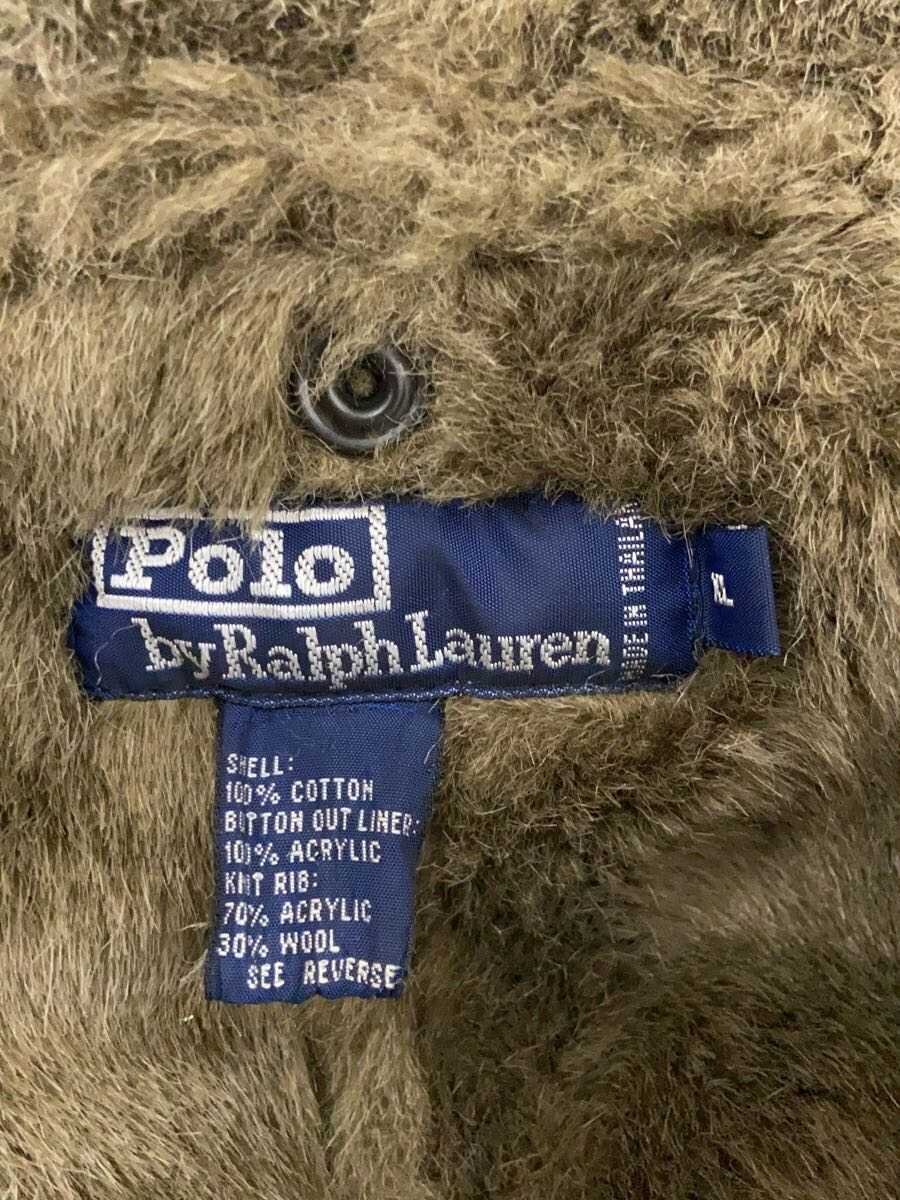 Polo
by Ralph Lauren
MADE IN THAILAN
SHELL:
100% COTTON
BUTTON OUT LINER:
100% ACRYLIC
KNIT RIB:
70% ACRYLIC
30% WOOL
SEE REVERSE